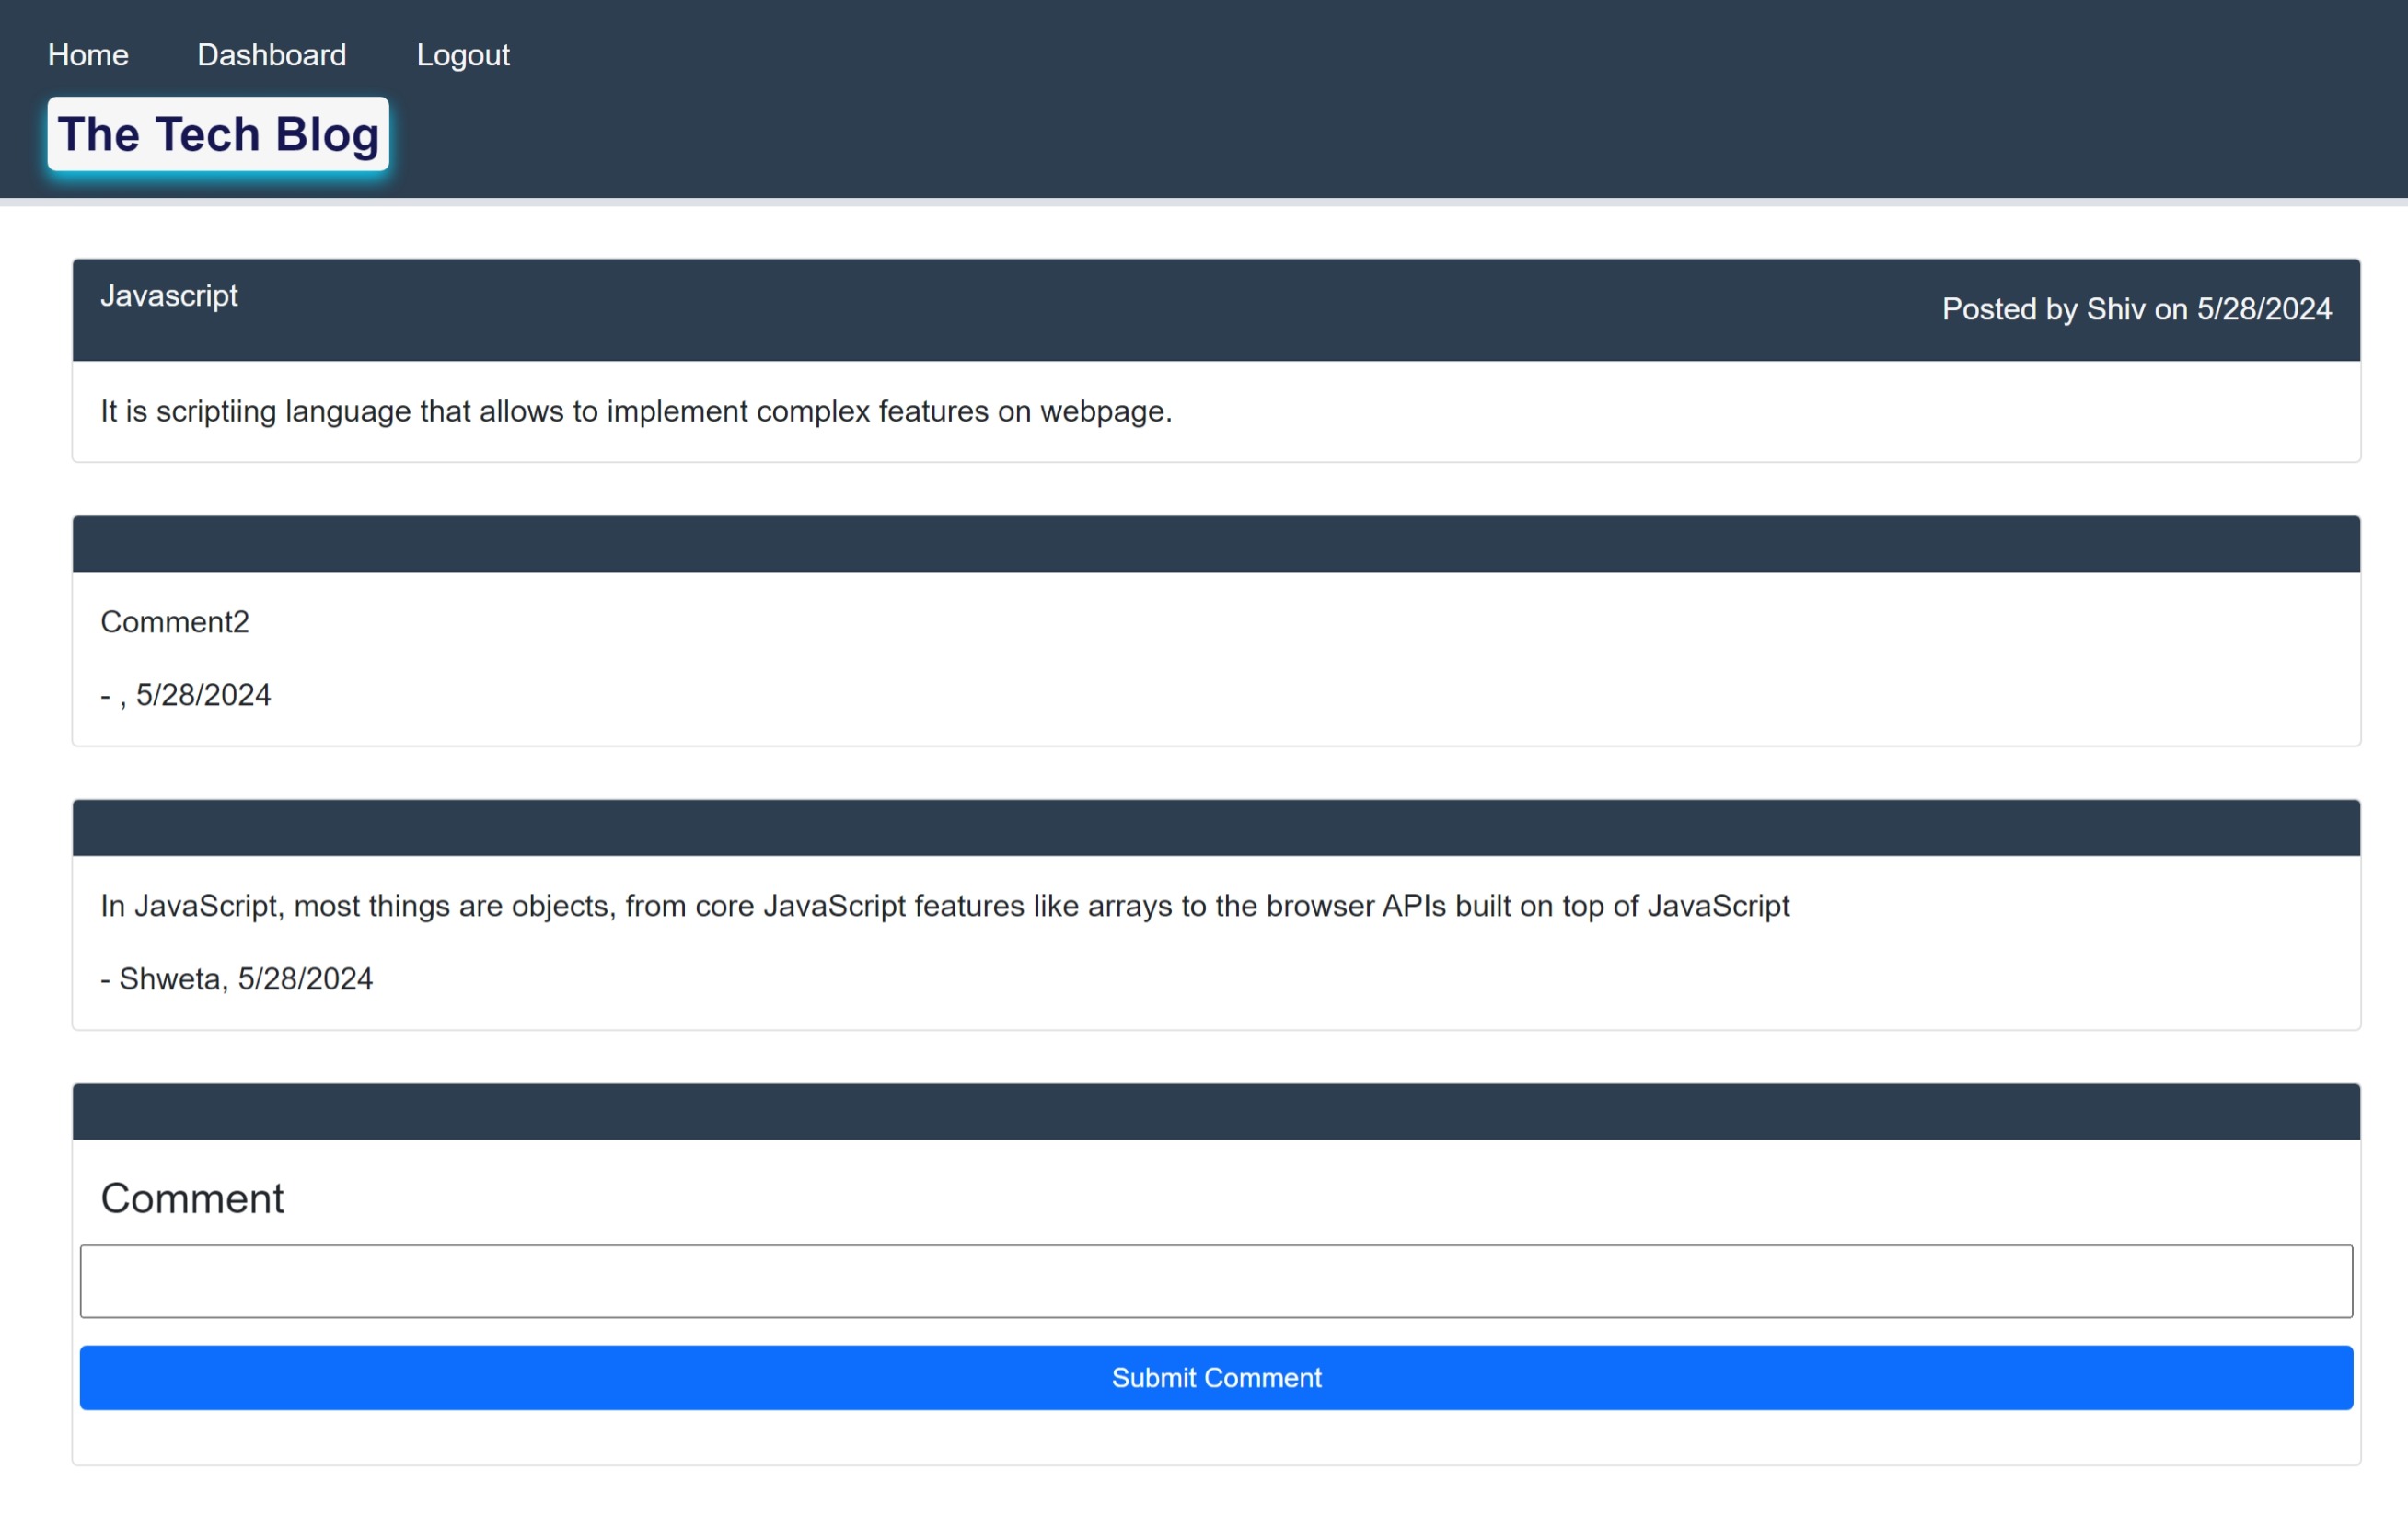 Home Dashboard Logout
The Tech Blog
Javascript
Posted by Shiv on 5/28/2024
It is scriptiing language that allows to implement complex features on webpage.
Comment2
- , 5/28/2024
In JavaScript, most things are objects, from core JavaScript features like arrays to the browser APIs built on top of JavaScript
- Shweta, 5/28/2024
Comment
Submit Comment